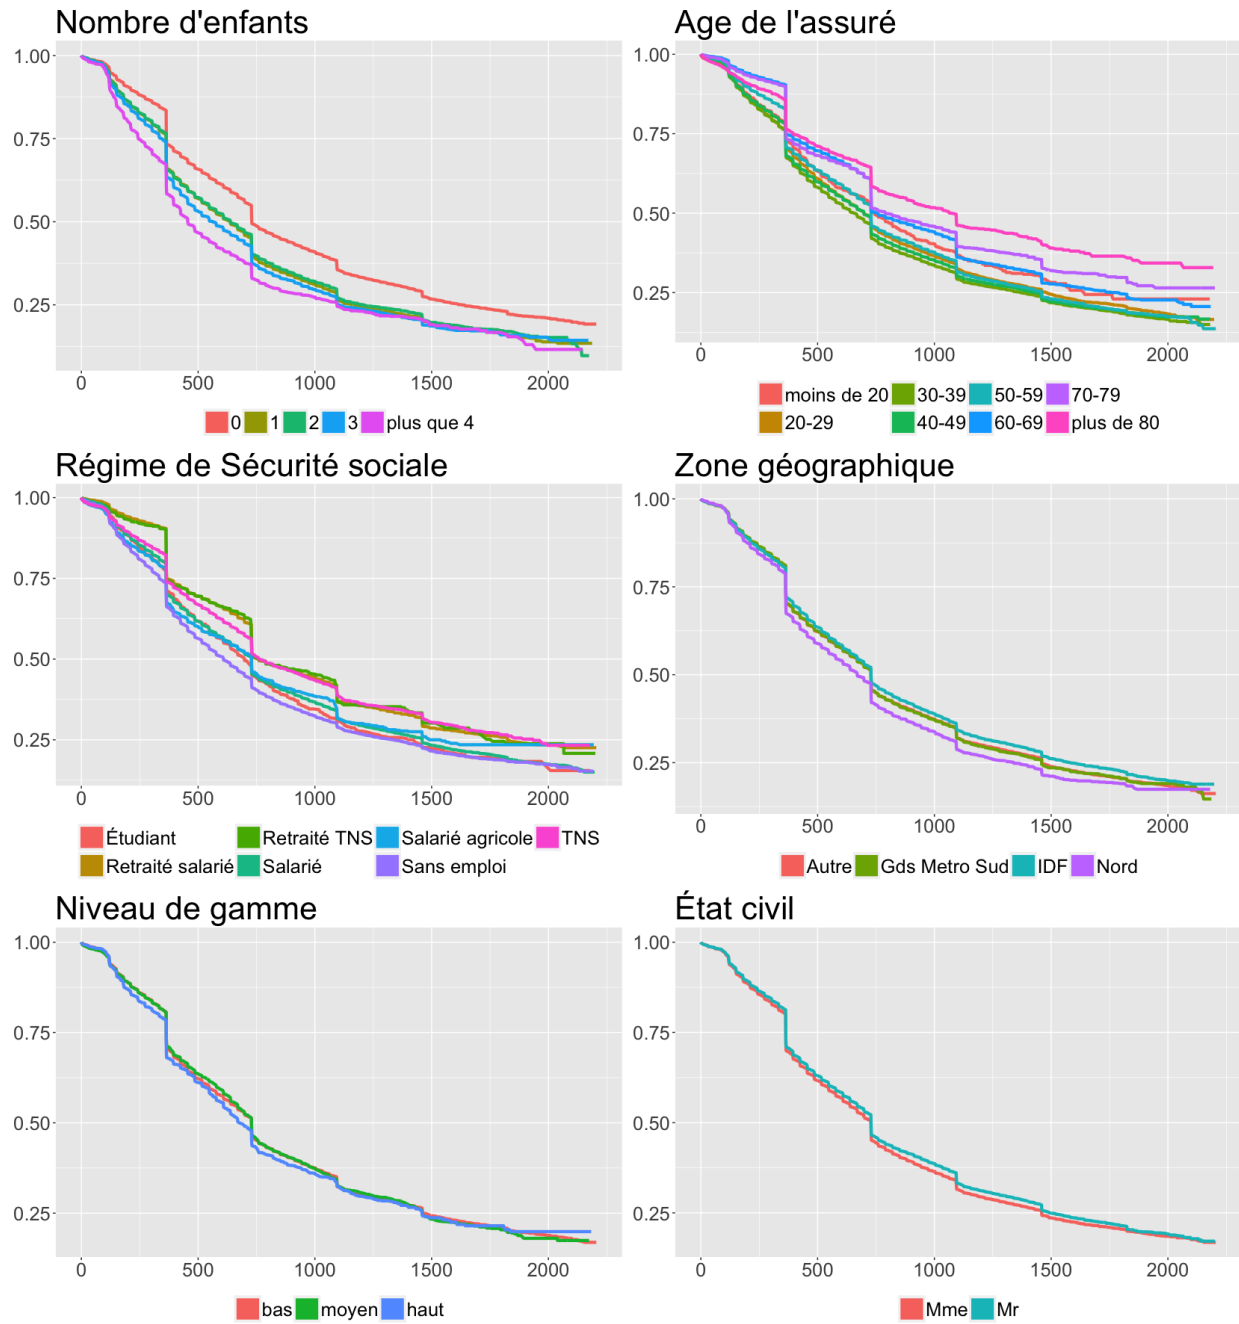 Nombre d'enfants
1.00
0.75
0.50
0.25
0 500 1000 1500 2000
0 1 2 3 plus que 4
Age de l'assuré
1.00
0.75
0.50
0.25
0 500 1000 1500 2000
moins de 20 30-39 50-59 70-79
20-29 40-49 60-69 plus de 80
Régime de Sécurité sociale
1.00
0.75
0.50
0.25
0 500 1000 1500 2000
Étudiant Retraité TNS Salarié agricole TNS
Retraité salarié Salarié Sans emploi
Zone géographique
1.00
0.75
0.50
0.25
0 500 1000 1500 2000
Autre Gds Metro Sud IDF Nord
Niveau de gamme
1.00
0.75
0.50
0.25
0 500 1000 1500 2000
bas moyen haut
État civil
1.00
0.75
0.50
0.25
0 500 1000 1500 2000
Mme Mr